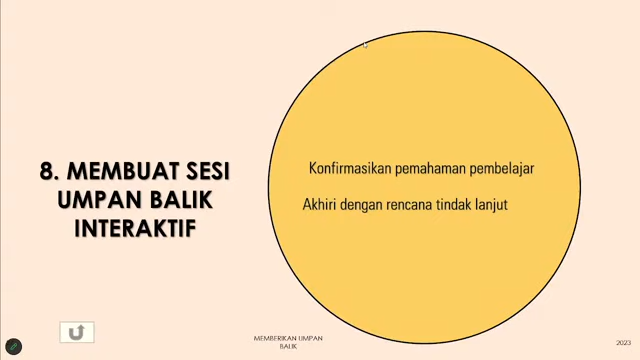 8. MEMBUAT SESI
UMPAN BALIK
INTERAKTIF
Konfirmasikan pemahaman pembelajar
Akhiri dengan rencana tindak lanjut
MEMBERIKAN UMPAN
BALIK
2023